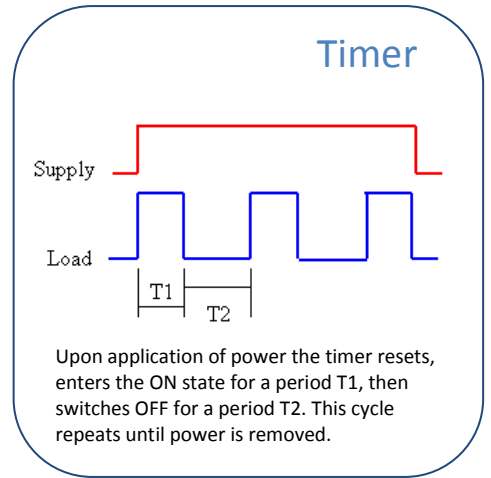 Timer
Supply
Load
T1
T2
Upon application of power the timer resets,
enters the ON state for a period T1, then
switches OFF for a period T2. This cycle
repeats until power is removed.